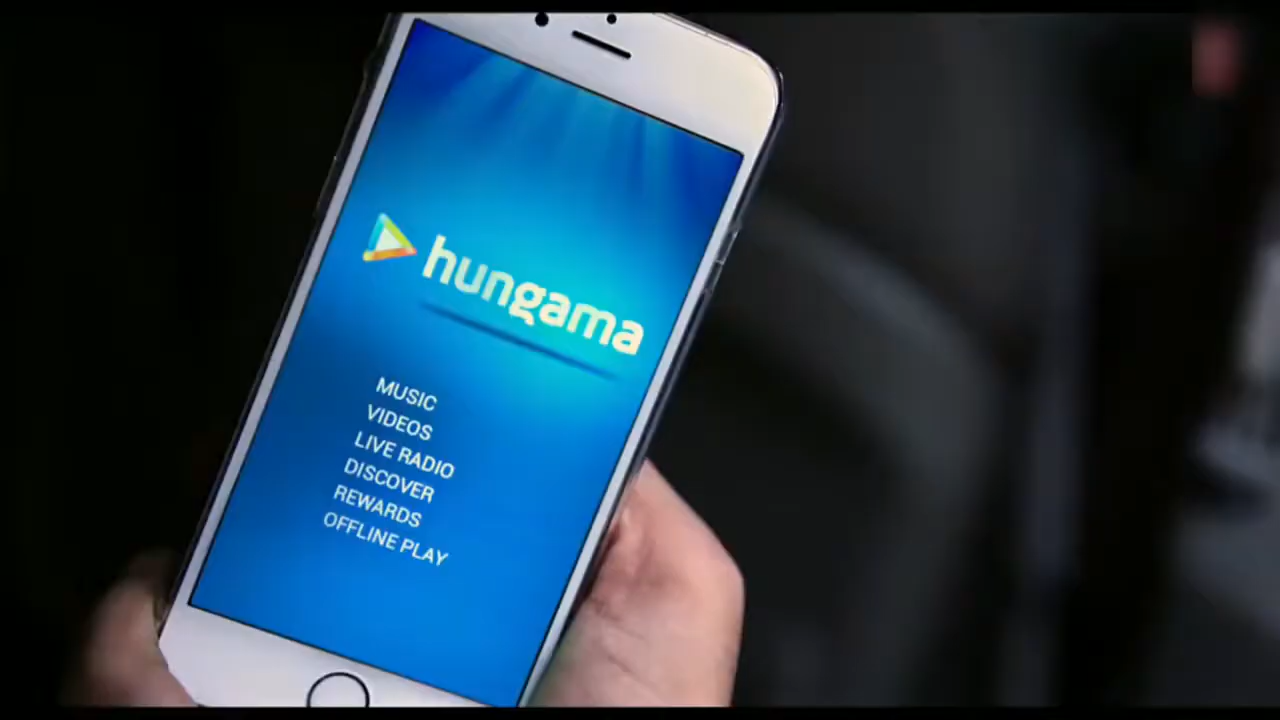 hungama
MUSIC
VIDEOS
LIVE RADIO
DISCOVER
REWARDS
OFFLINE PLAY